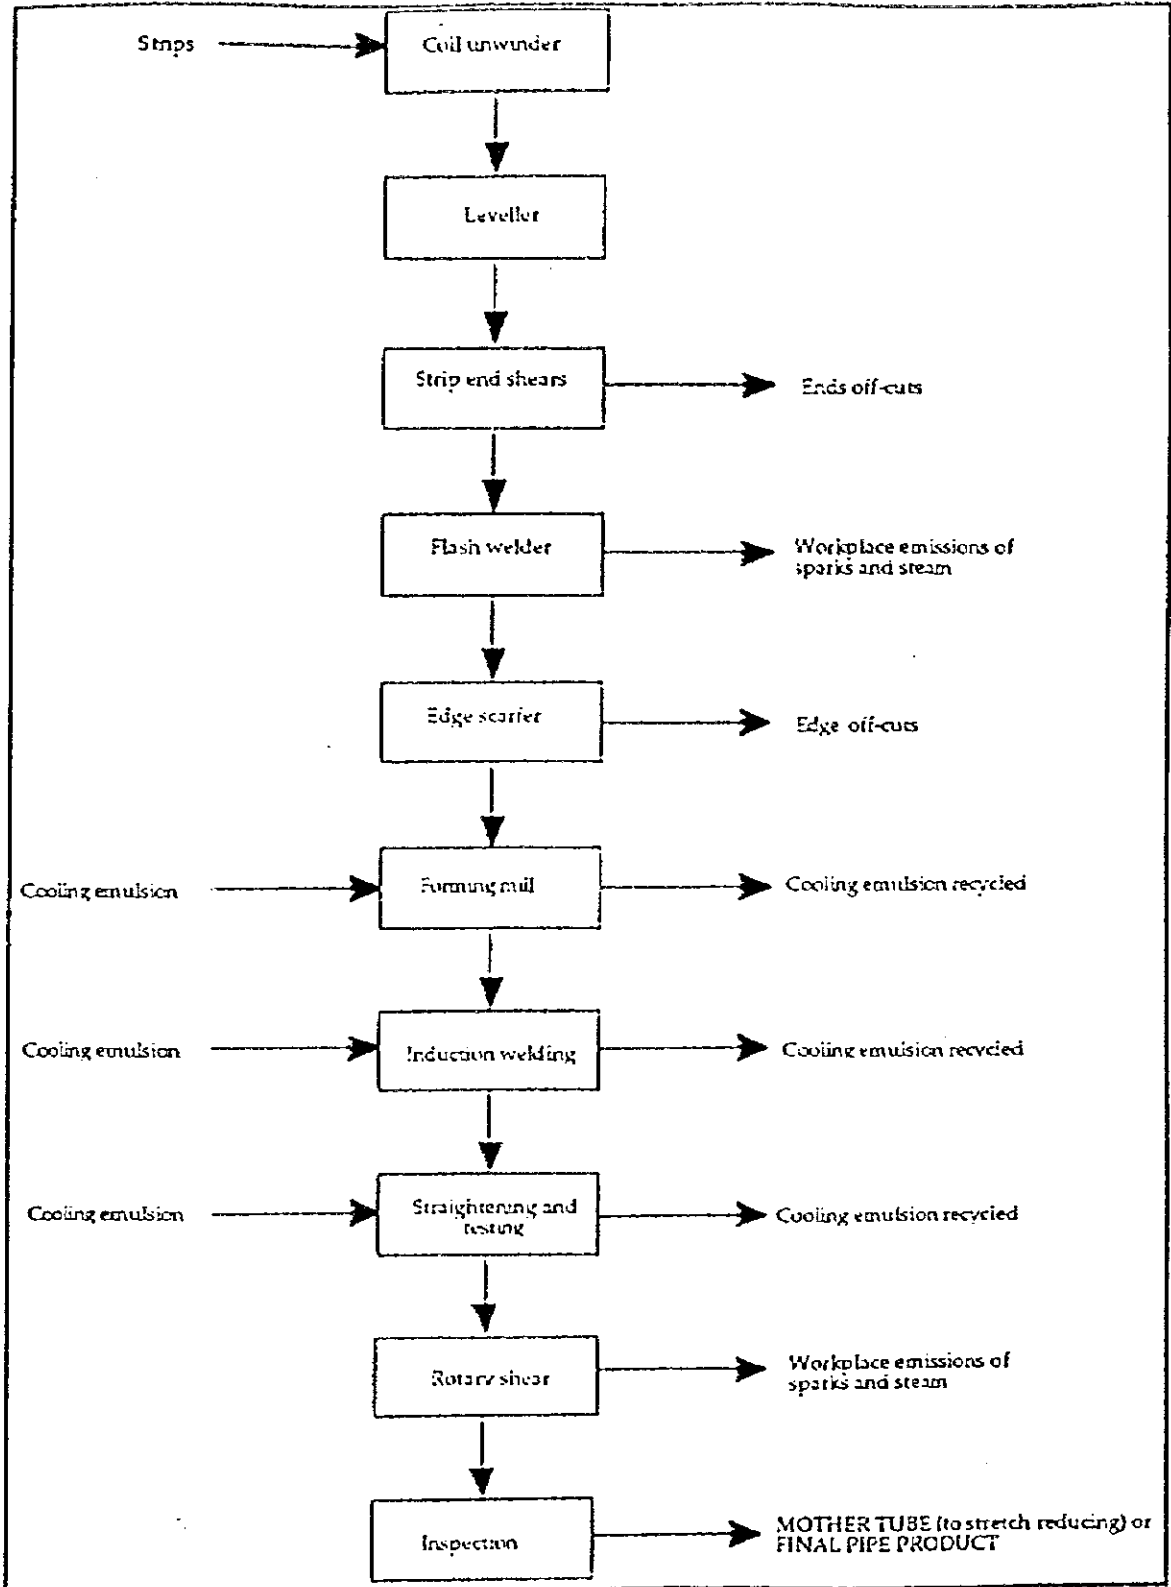 Strips
Coil unwinder
Leveller
Strip end shears
Ends off-cuts
Flash welder
Workplace emissions of
sparks and steam
Edge scarfer
Edge off-cuts
Cooling emulsion
Forming mill
Cooling emulsion recycled
Cooling emulsion
Induction welding
Cooling emulsion recycled
Cooling emulsion
Straightening and
testing
Cooling emulsion recycled
Rotary shear
Workplace emissions of
sparks and steam
Inspection
MOTHER TUBE (to stretch reducing) or
FINAL PIPE PRODUCT